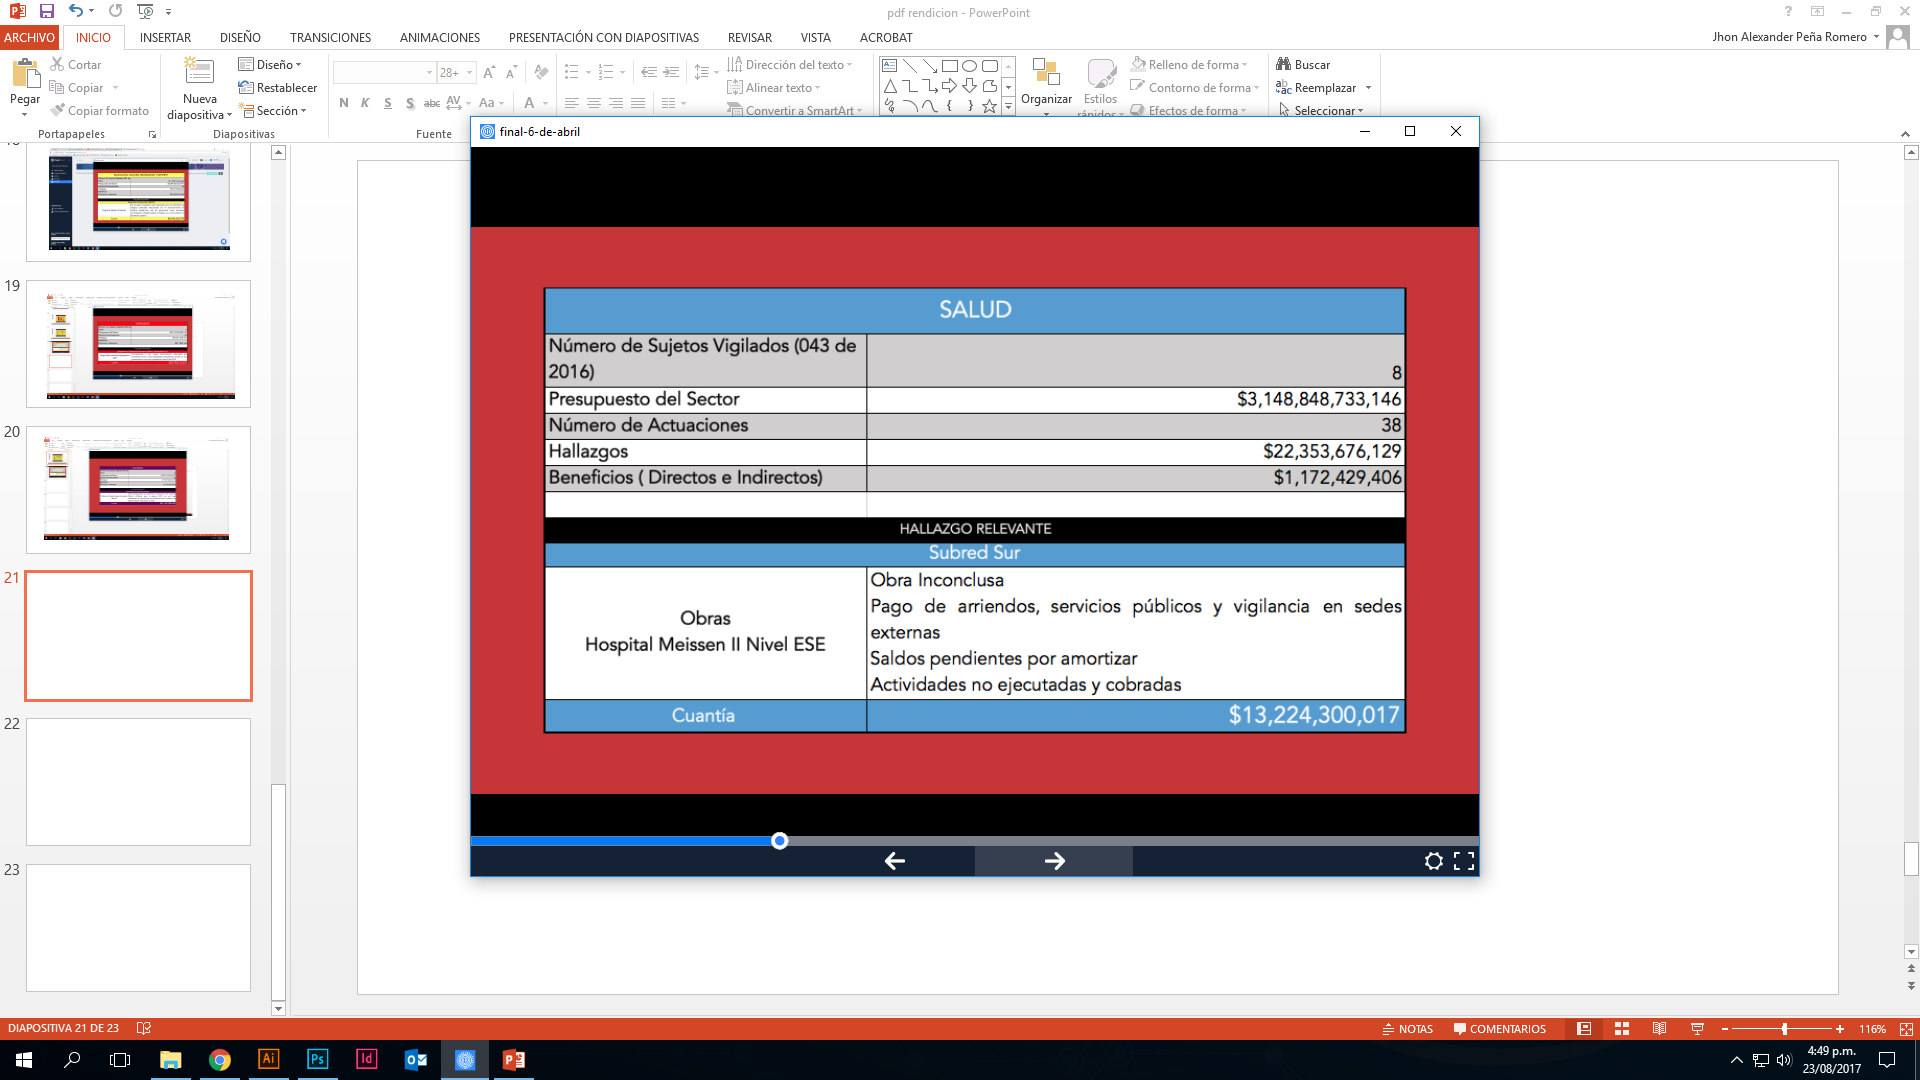 pdf rendicion - PowerPoint
ARCHIVO INICIO INSERTAR DISEÑO TRANSICIONES ANIMACIONES PRESENTACIÓN CON DIAPOSITIVAS REVISAR VISTA ACROBAT
Jhon Alexander Peña Romero
Pegar
Cortar
Copiar
Copiar formato
Portapapeles
Nueva
diapositiva
Diseño
Restablecer
Sección
Diapositivas
28+
N K S S abc AV Aa A
Fuente
Dirección del texto
Alinear texto
Convertir a SmartArt
Organizar
Estilos
rápidos
Relleno de forma
Contorno de forma
Efectos de forma
Buscar
Reemplazar
Seleccionar
19
20
21
22
23
final-6-de-abril
SALUD
Número de Sujetos Vigilados (043 de
2016) 8
Presupuesto del Sector $3,148,848,733,146
Número de Actuaciones 38
Hallazgos $22,353,676,129
Beneficios ( Directos e Indirectos) $1,172,429,406
HALLAZGO RELEVANTE
Subred Sur
Obras
Hospital Meissen II Nivel ESE
Obra Inconclusa
Pago de arriendos, servicios públicos y vigilancia en sedes
externas
Saldos pendientes por amortizar
Actividades no ejecutadas y cobradas
Cuantía $13,224,300,017
DIAPOSITIVA 21 DE 23
NOTAS
COMENTARIOS
116%
Ai
Ps
Id
4:49 p.m.
23/08/2017